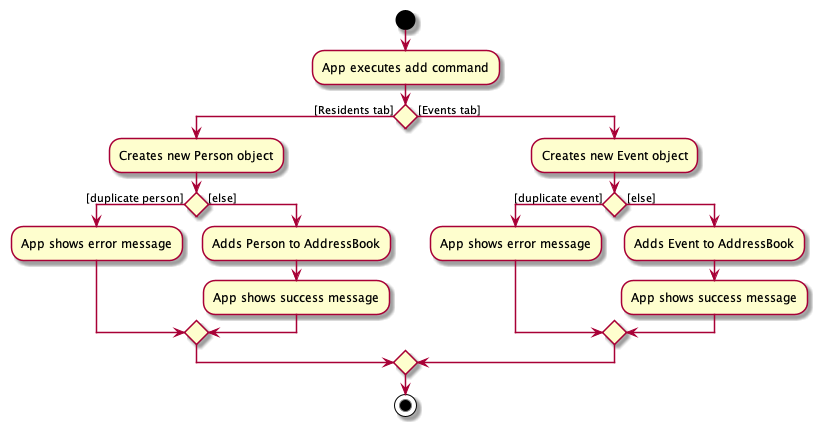 App executes add command
[Residents tab]
[Events tab]
Creates new Person object
Creates new Event object
[duplicate person]
[else]
[duplicate event]
[else]
App shows error message
Adds Person to AddressBook
App shows error message
Adds Event to AddressBook
App shows success message
App shows success message